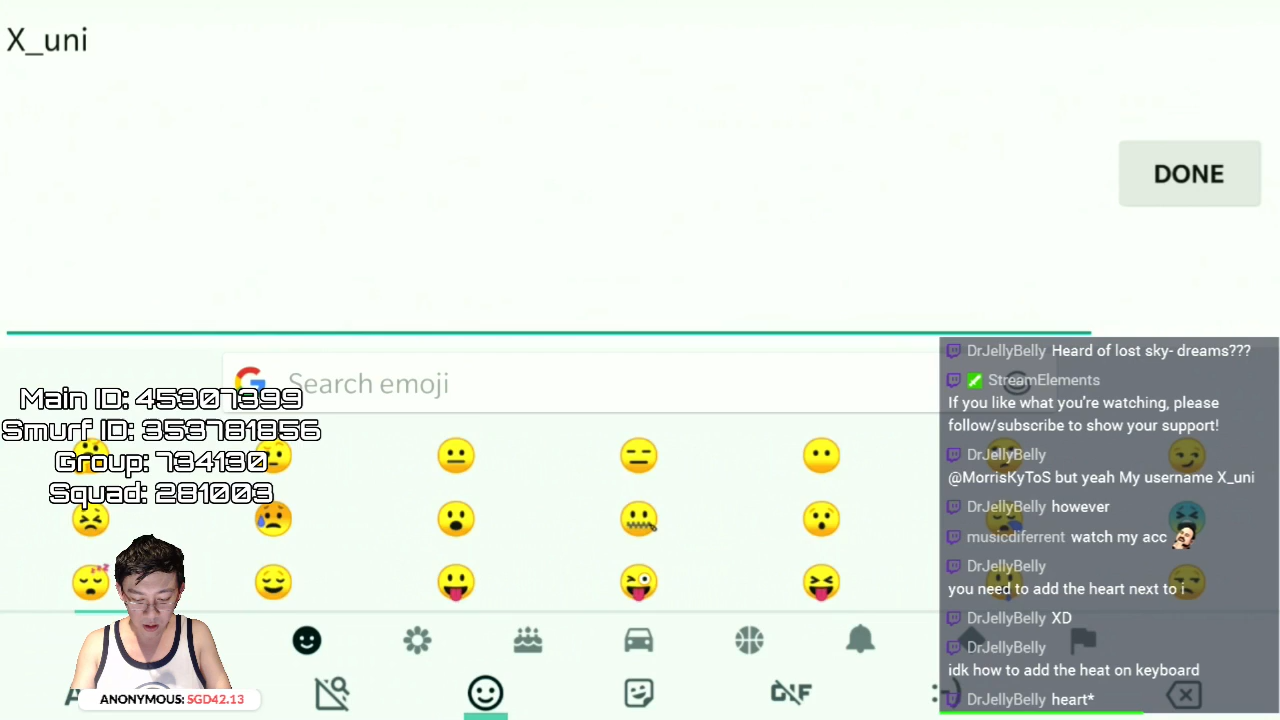 X_uni
DONE
Search emoji
Main ID: 45307399
Smurf ID: 353781856
Group: 734130
Squad: 281003
DrJellyBelly Heard of lost sky- dreams???
StreamElements
If you like what you're watching, please
follow/subscribe to show your support!
DrJellyBelly
@MorrisKyToS but yeah My username X_uni
DrJellyBelly however
musicdiferrent watch my acc
DrJellyBelly
you need to add the heart next to i
DrJellyBelly XD
DrJellyBelly
idk how to add the heat on keyboard
DrJellyBelly heart*
GIF
ANONYMOUS: SGD42.13